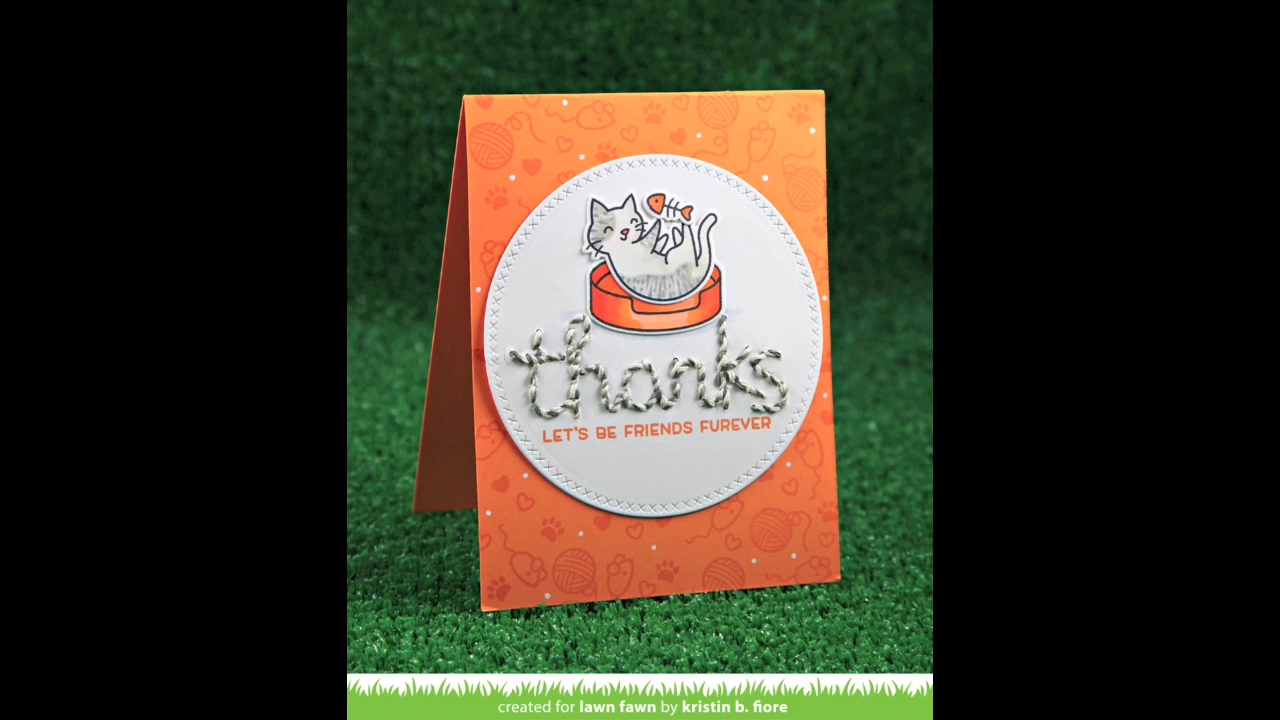 thanks
LET'S BE FRIENDS FUREVER
created for lawn fawn by kristin b. fiore